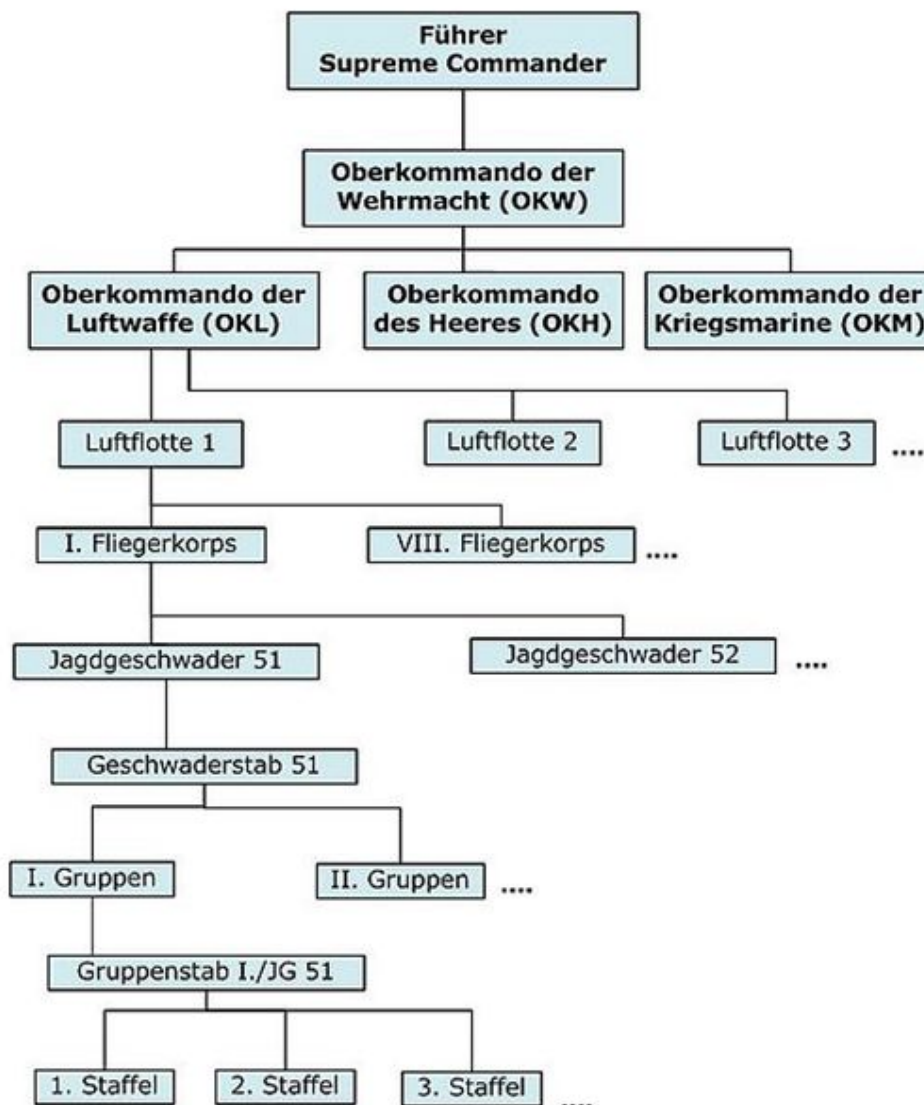 Führer
Supreme Commander
Oberkommando der
Wehrmacht (OKW)
Oberkommando der
Luftwaffe (OKL)
Oberkommando
des Heeres (OKH)
Oberkommando der
Kriegsmarine (OKM)
Luftflotte 1
Luftflotte 2
Luftflotte 3
....
I. Fliegerkorps
VIII. Fliegerkorps
....
Jagdgeschwader 51
Jagdgeschwader 52
....
Geschwaderstab 51
I. Gruppen
II. Gruppen
....
Gruppenstab I./JG 51
1. Staffel
2. Staffel
3. Staffel
....